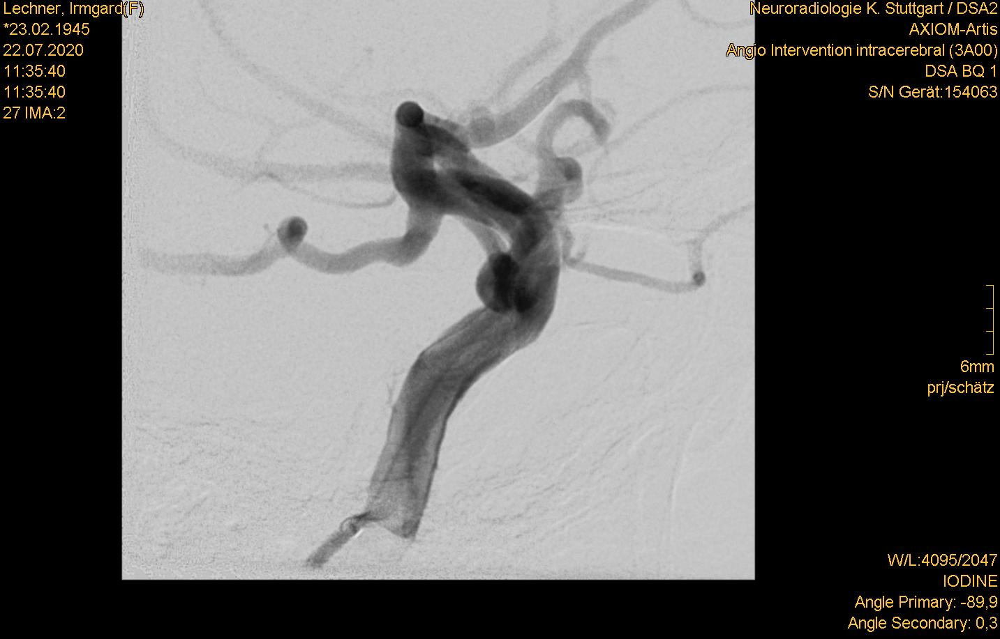 Lechner, Irmgard(F)
*23.02.1945
22.07.2020
11:35:40
11:35:40
27 IMA:2
Neuroradiologie K. Stuttgart / DSA2
AXIOM-Artis
Angio Intervention intracerebral (3A00)
DSA BQ 1
S/N Gerät:154063
6mm
prj/schätz
W/L:4095/2047
IODINE
Angle Primary: -89,9
Angle Secondary: 0,3